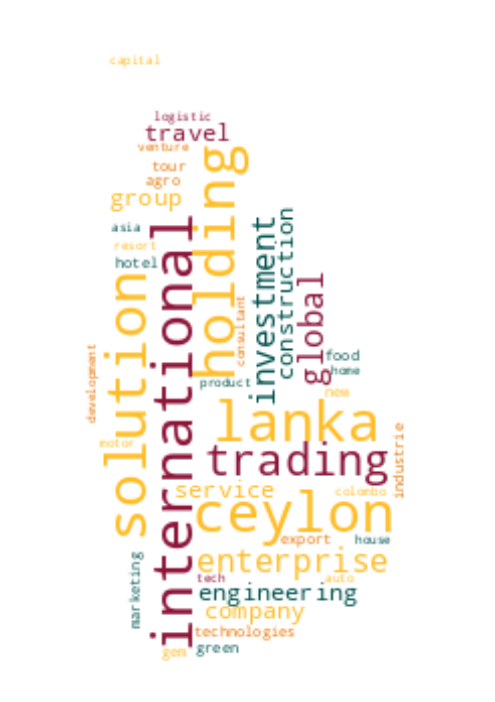 capital
logistic
travel
venture
tour
agro
group
asia
resort
hotel
international
holding
solution
investment
construction
global
consultant
product
development
motor
food
home
new
lanka
trading
industrie
service
colombo
ceylon
export
house
enterprise
marketing
tech
auto
engineering
company
technologies
gem
green